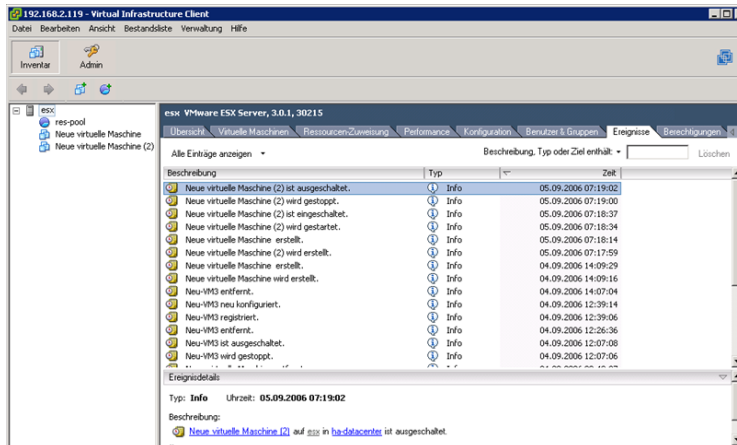 192.168.2.119 - Virtual Infrastructure Client
Datei Bearbeiten Ansicht Bestandsliste Verwaltung Hilfe
Inventar Admin
esx
res-pool
Neue virtuelle Maschine
Neue virtuelle Maschine (2)
esx VMware ESX Server, 3.0.1, 30215
Übersicht Virtuelle Maschinen Ressourcen-Zuweisung Performance Konfiguration Benutzer & Gruppen Ereignisse Berechtigungen
Alle Einträge anzeigen Beschreibung, Typ oder Ziel enthält: Löschen
Beschreibung Typ Zeit
Neue virtuelle Maschine (2) ist ausgeschaltet. Info 05.09.2006 07:19:02
Neue virtuelle Maschine (2) wird gestoppt. Info 05.09.2006 07:19:00
Neue virtuelle Maschine (2) ist eingeschaltet. Info 05.09.2006 07:18:37
Neue virtuelle Maschine (2) wird gestartet. Info 05.09.2006 07:18:34
Neue virtuelle Maschine erstellt. Info 05.09.2006 07:18:14
Neue virtuelle Maschine (2) wird erstellt. Info 05.09.2006 07:17:59
Neue virtuelle Maschine erstellt. Info 04.09.2006 14:09:29
Neue virtuelle Maschine wird erstellt. Info 04.09.2006 14:09:16
Neu-VM3 entfernt. Info 04.09.2006 14:07:04
Neu-VM3 neu konfiguriert. Info 04.09.2006 12:39:14
Neu-VM3 registriert. Info 04.09.2006 12:39:06
Neu-VM3 entfernt. Info 04.09.2006 12:26:36
Neu-VM3 ist ausgeschaltet. Info 04.09.2006 12:07:08
Neu-VM3 wird gestoppt. Info 04.09.2006 12:07:06
Ereignisdetails
Typ: Info Uhrzeit: 05.09.2006 07:19:02
Beschreibung:
Neue virtuelle Maschine (2) auf esx in ha-datacenter ist ausgeschaltet.